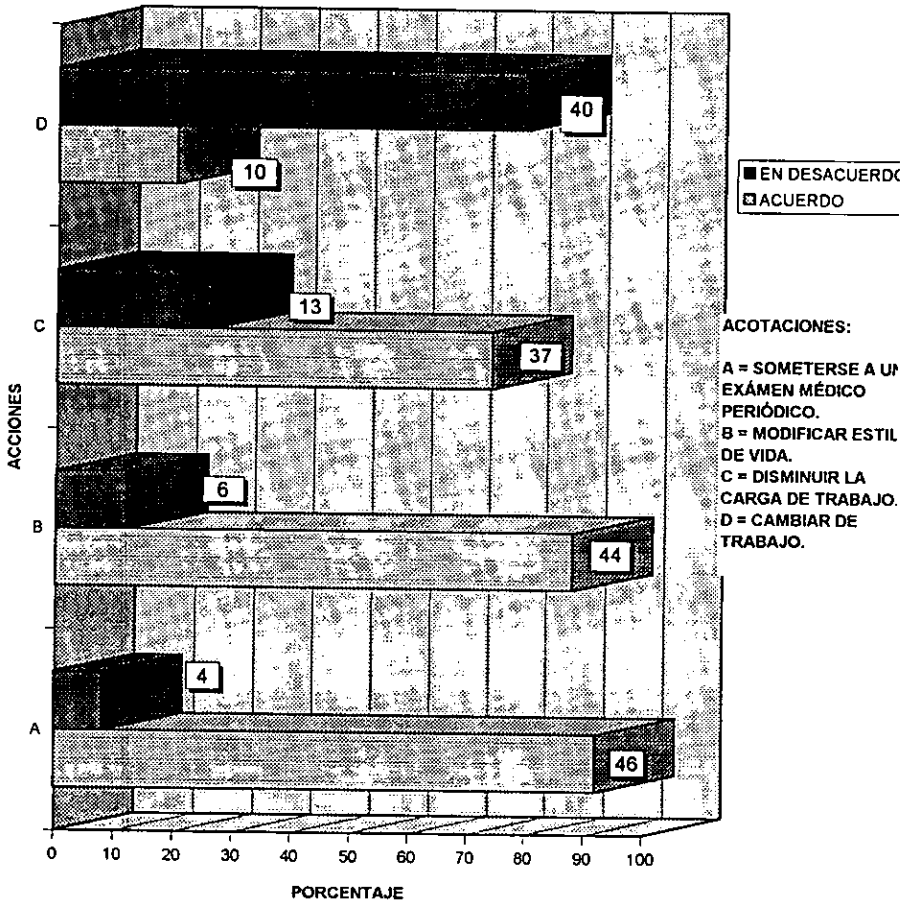 D
40
10
EN DESACUERDO
ACUERDO
C
13
37
ACOTACIONES:
A = SOMETERSE A UN
EXÁMEN MÉDICO
PERIÓDICO.
B = MODIFICAR ESTIL
DE VIDA.
C = DISMINUIR LA
CARGA DE TRABAJO.
D = CAMBIAR DE
TRABAJO.
ACCIONES
B
6
44
A
4
46
0 10 20 30 40 50 60 70 80 90 100
PORCENTAJE